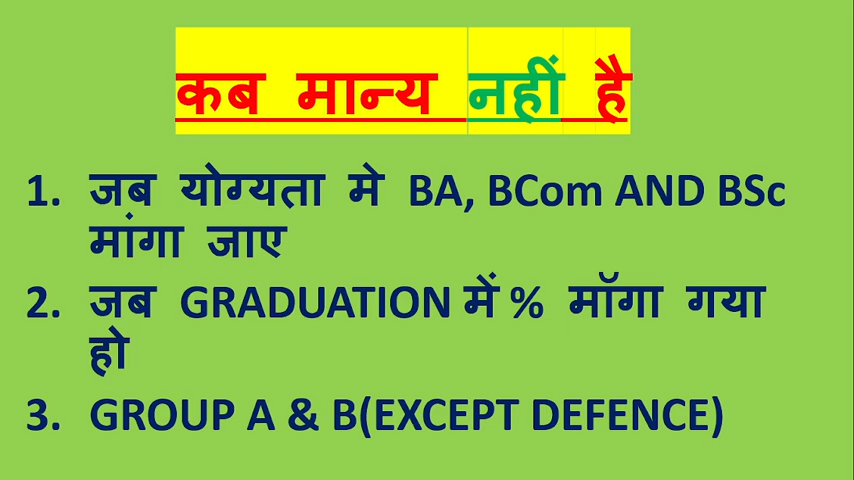 कब मान्य नहीं है
1. जब योग्यता मे BA, BCom AND BSc
मांगा जाए
2. जब GRADUATION में % मॉगा गया
हो
3. GROUP A & B(EXCEPT DEFENCE)